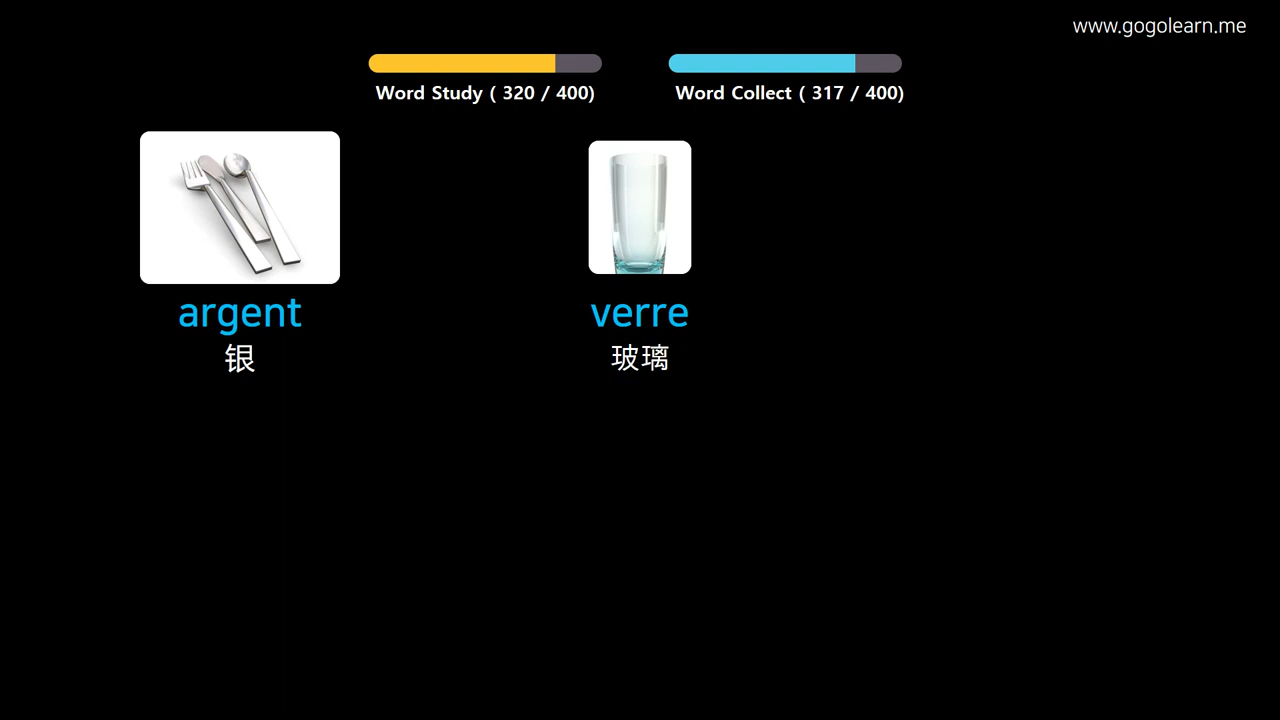 www.gogolearn.me
Word Study ( 320 / 400)
Word Collect ( 317 / 400)
argent
银
verre
玻璃